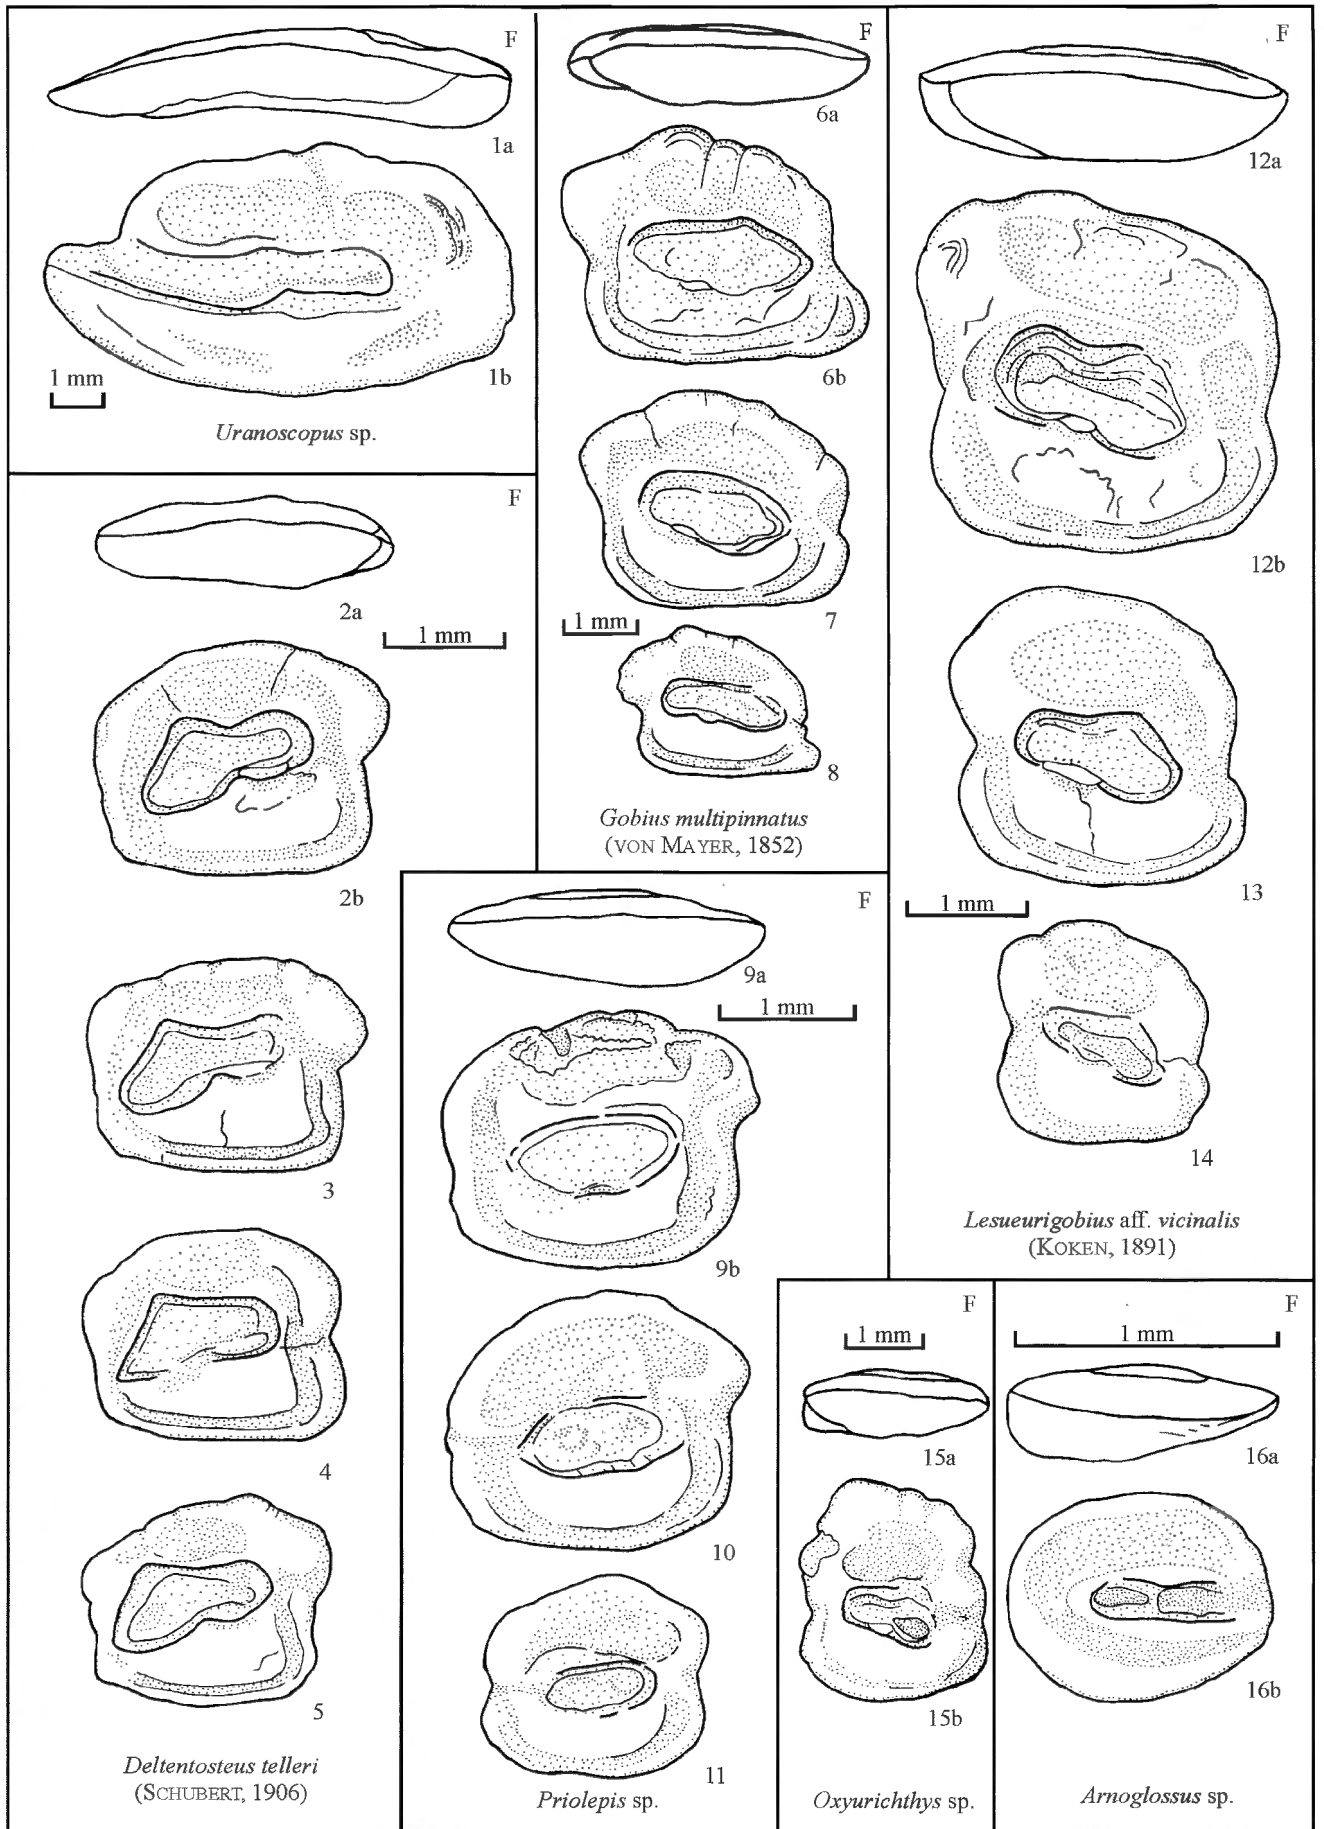 F
1a
1b
1 mm
Uranoscopus sp.
F
2a
1 mm
2b
3
4
5
Deltentosteus telleri
(SCHUBERT, 1906)
F
6a
6b
7
1 mm
8
Gobius multipinnatus
(VON MAYER, 1852)
F
9a
1 mm
9b
10
11
Priolepis sp.
F
12a
12b
13
1 mm
14
Lesueurigobius aff. vicinalis
(KOKEN, 1891)
F
1 mm
15a
15b
Oxyurichthys sp.
F
1 mm
16a
16b
Arnoglossus sp.